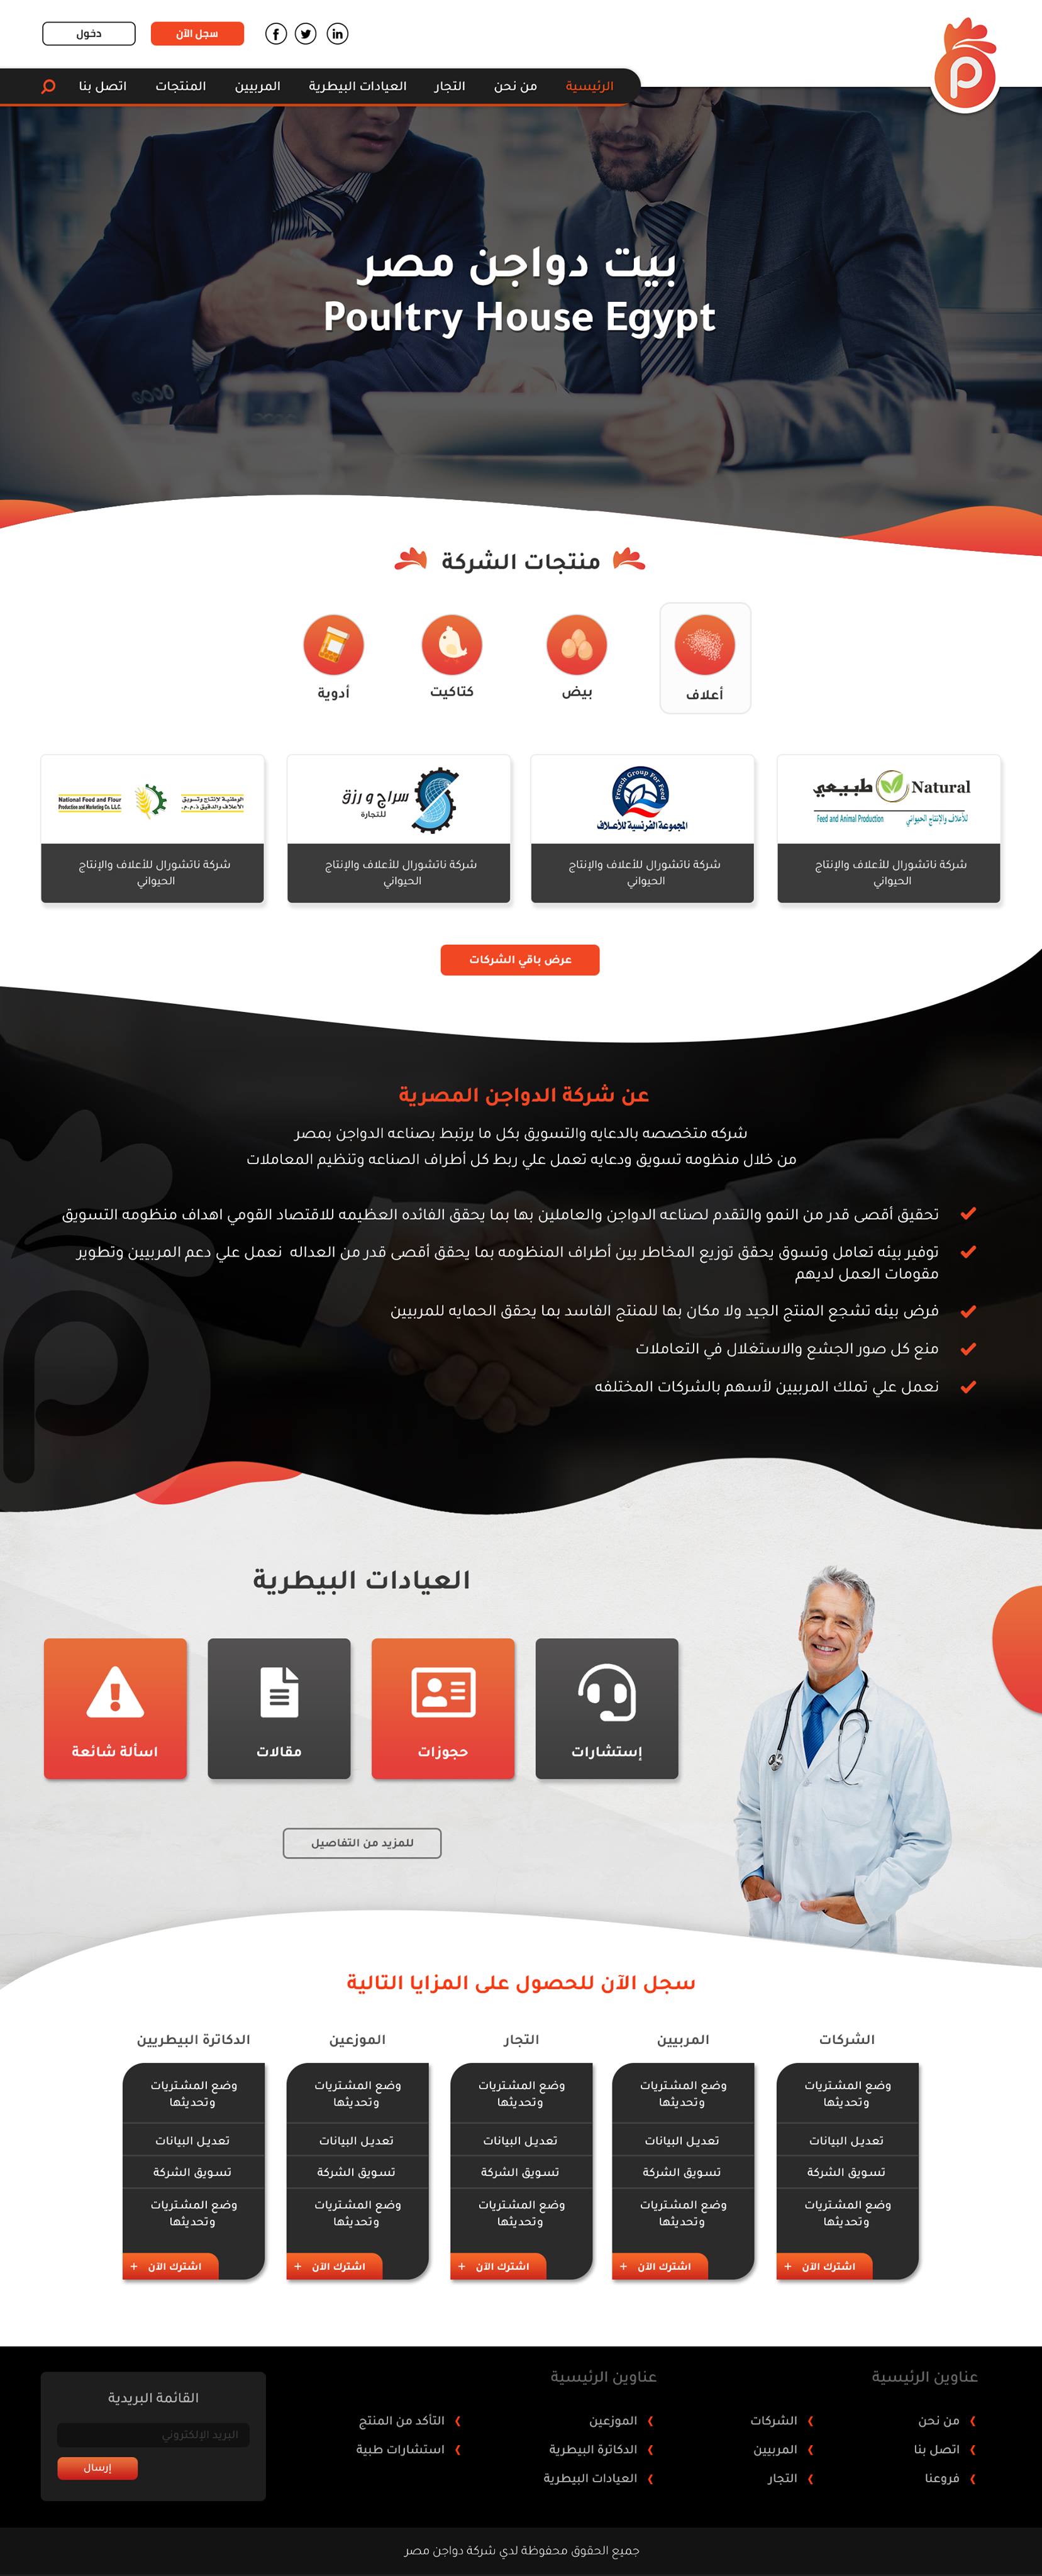 سجل الآن
دخول
الرئيسية
من نحن
التجار
العيادات البيطرية
المربيين
المنتجات
اتصل بنا
بيت دواجن مصر
Poultry House Egypt
منتجات الشركة
أعلاف
بيض
كتاكيت
أدوية
طبيعي Natural
Feed and Animal Production للأعلاف والإنتاج الحيواني
شركة ناتشورال للأعلاف والإنتاج
الحيواني
French Group For Feed
المجموعة الفرنسية للأعلاف
شركة ناتشورال للأعلاف والإنتاج
الحيواني
سراج و رزق
للتجارة
شركة ناتشورال للأعلاف والإنتاج
الحيواني
الوطنية لإنتاج وتسويق
الأعلاف والدقيق ذ.م.م.
National Food and Flour
Production and Marketing Co. L.L.C.
شركة ناتشورال للأعلاف والإنتاج
الحيواني
عرض باقي الشركات
عن شركة الدواجن المصرية
شركه متخصصه بالدعايه والتسويق بكل ما يرتبط بصناعه الدواجن بمصر
من خلال منظومه تسويق ودعايه تعمل علي ربط كل أطراف الصناعه وتنظيم المعاملات
تحقيق أقصى قدر من النمو والتقدم لصناعه الدواجن والعاملين بها بما يحقق الفائده العظيمه للاقتصاد القومي اهداف منظومه التسويق
توفير بيئه تعامل وتسوق يحقق توزيع المخاطر بين أطراف المنظومه بما يحقق أقصى قدر من العداله نعمل علي دعم المربيين وتطوير
مقومات العمل لديهم
فرض بيئه تشجع المنتج الجيد ولا مكان بها للمنتج الفاسد بما يحقق الحمايه للمربيين
منع كل صور الجشع والاستغلال في التعاملات
نعمل علي تملك المربيين لأسهم بالشركات المختلفه
العيادات البيطرية
إستشارات
حجوزات
مقالات
اسألة شائعة
للمزيد من التفاصيل
سجل الآن للحصول على المزايا التالية
الشركات
وضع المشتريات
وتحديثها
تعديل البيانات
تسويق الشركة
وضع المشتريات
وتحديثها
اشترك الآن +
المربيين
وضع المشتريات
وتحديثها
تعديل البيانات
تسويق الشركة
وضع المشتريات
وتحديثها
اشترك الآن +
التجار
وضع المشتريات
وتحديثها
تعديل البيانات
تسويق الشركة
وضع المشتريات
وتحديثها
اشترك الآن +
الموزعين
وضع المشتريات
وتحديثها
تعديل البيانات
تسويق الشركة
وضع المشتريات
وتحديثها
اشترك الآن +
الدكاترة البيطريين
وضع المشتريات
وتحديثها
تعديل البيانات
تسويق الشركة
وضع المشتريات
وتحديثها
اشترك الآن +
عناوين الرئيسية
من نحن
اتصل بنا
فروعنا
الشركات
المربيين
التجار
عناوين الرئيسية
الموزعين
الدكاترة البيطرية
العيادات البيطرية
التأكد من المنتج
استشارات طبية
القائمة البريدية
البريد الإلكتروني
إرسال
جميع الحقوق محفوظة لدي شركة دواجن مصر